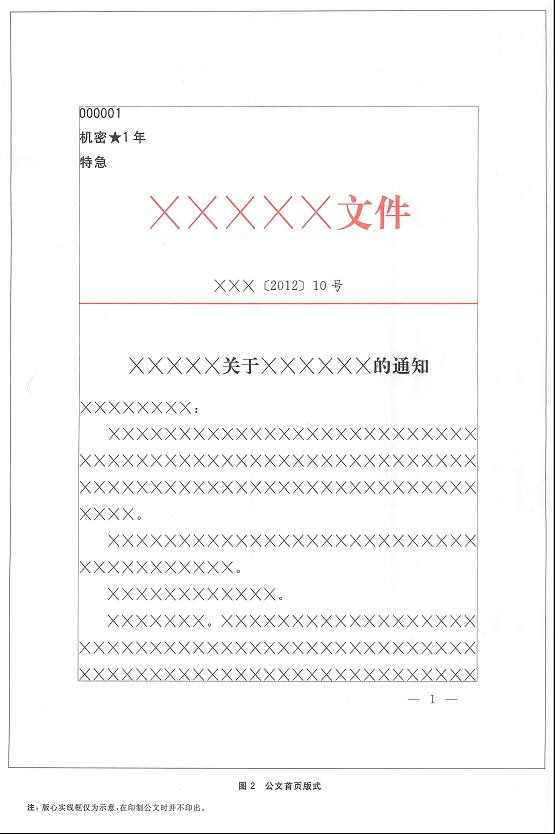 000001
机密★1年
特急
×××××文件
×××〔2012〕10号
×××××关于××××××的通知
××××××××：
××××××××××××××××××××××××××
××××××××××××××××××××××××××××
××××××××××××××××××××××××××××
××××。
××××××××××××××××××××××××××
×××××××××××。
××××××××××××。
×××××××。××××××××××××××××××
××××××××××××××××××××××××××××
××××××××××××××××××××××××××××
— 1 —
图2 公文首页版式
注：版心实线框仅为示意，在印制公文时并不印出。